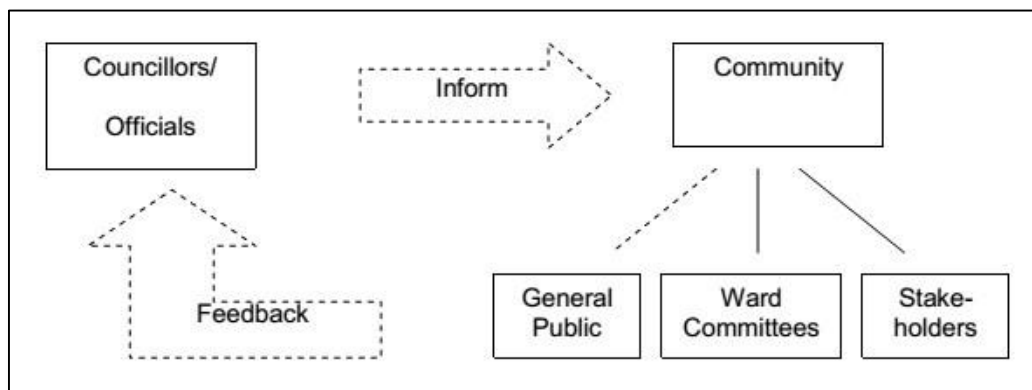 Councillors/
Officials
Inform
Community
Feedback
General
Public
Ward
Committees
Stake-
holders